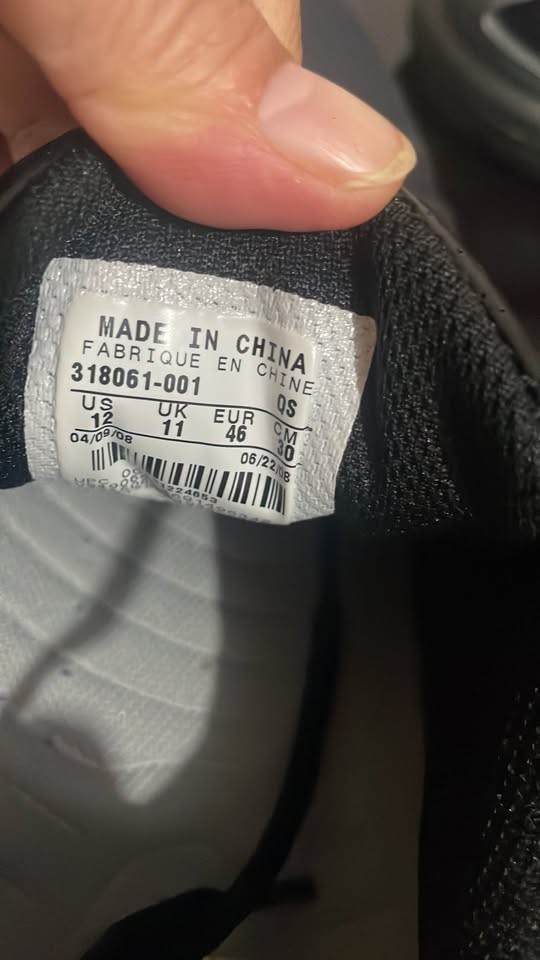 MADE IN CHINA
FABRIQUE EN CHINE
318061-001 QS
US UK EUR CM
12 11 46 30
04/09/08 06/22/08